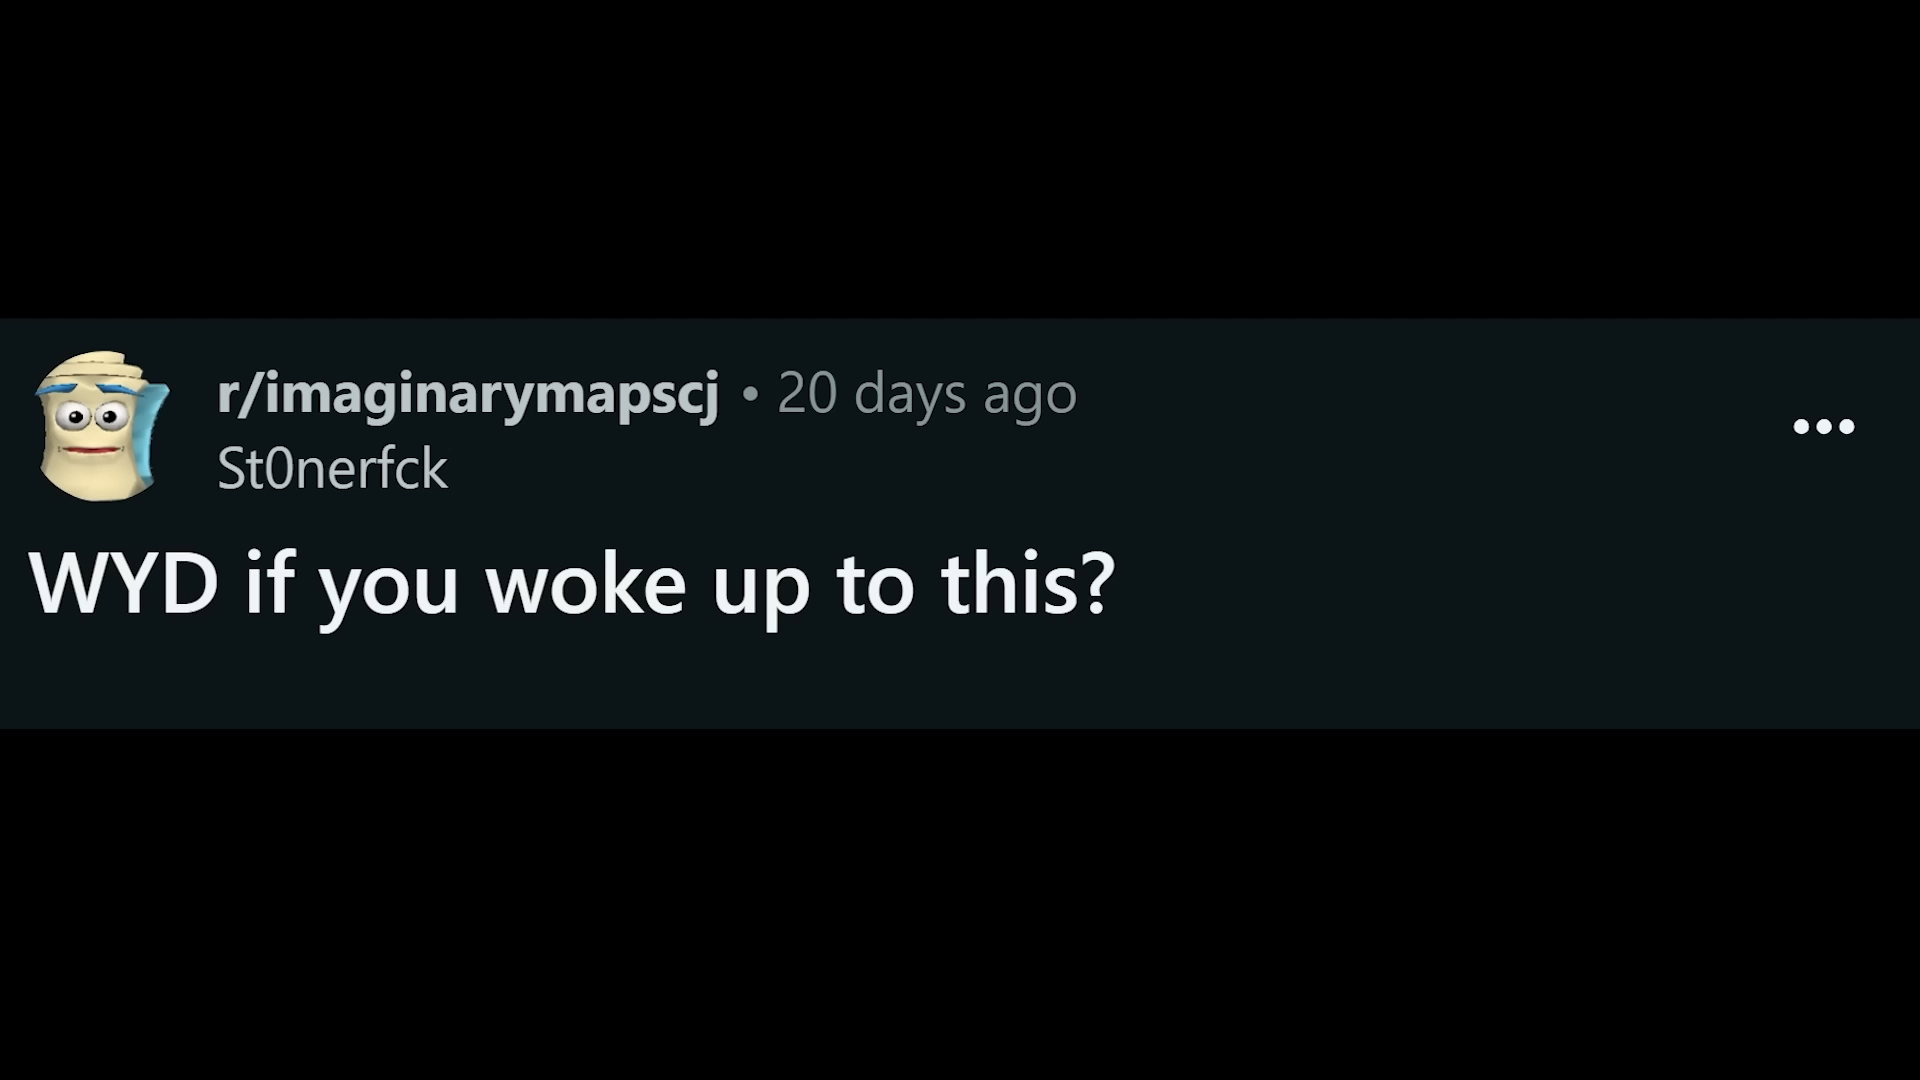 r/imaginarymapscj • 20 days ago
St0nerfck
WYD if you woke up to this?